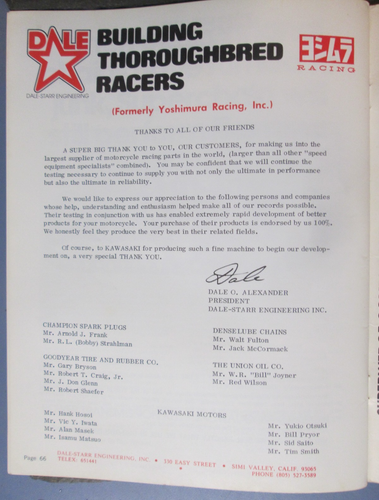 DALE
DALE-STARR ENGINEERING
BUILDING
THOROUGHBRED
RACERS
ヨシムラ
RACING
(Formerly Yoshimura Racing, Inc.)
THANKS TO ALL OF OUR FRIENDS
A SUPER BIG THANK YOU to YOU, OUR CUSTOMERS, for making us into the
largest supplier of motorcycle racing parts in the world, (larger than all other "speed
equipment specialists" combined). You may be confident that we will continue the
testing necessary to continue to supply you with not only the ultimate in performance
but also the ultimate in reliability.
We would like to express our appreciation to the following persons and companies
whose help, understanding and enthusiasm helped make all of our records possible.
Their testing in conjunction with us has enabled extremely rapid development of better
products for your motorcycle. Your purchase of their products is endorsed by us 100%.
We honestly feel they produce the very best in their related fields.
Of course, to KAWASAKI for producing such a fine machine to begin our develop-
ment on, a very special THANK YOU.
Dale
DALE O. ALEXANDER
PRESIDENT
DALE-STARR ENGINEERING INC.
CHAMPION SPARK PLUGS
Mr. Arnold J. Frank
Mr. R.L. (Bobby) Strahlman
GOODYEAR TIRE AND RUBBER CO.
Mr. Gary Bryson
Mr. Robert T. Craig, Jr.
Mr. J. Don Glenn
Mr. Robert Shaefer
DENSELUBE CHAINS
Mr. Walt Fulton
Mr. Jack McCormack
THE UNION OIL CO.
Mr. W.R. "Bill" Joyner
Mr. Red Wilson
KAWASAKI MOTORS
Mr. Hank Hosoi
Mr. Vic Y. Iwata
Mr. Alan Masek
Mr. Isamu Matsuo
Mr. Yukio Otsuki
Mr. Bill Pryor
Mr. Sid Saito
Mr. Tim Smith
Page 66
DALE-STARR ENGINEERING, INC. • 130 EAST STREET • SIMI VALLEY, CALIF. 93065
TELEX: 651441
PHONE (805) 527-3589